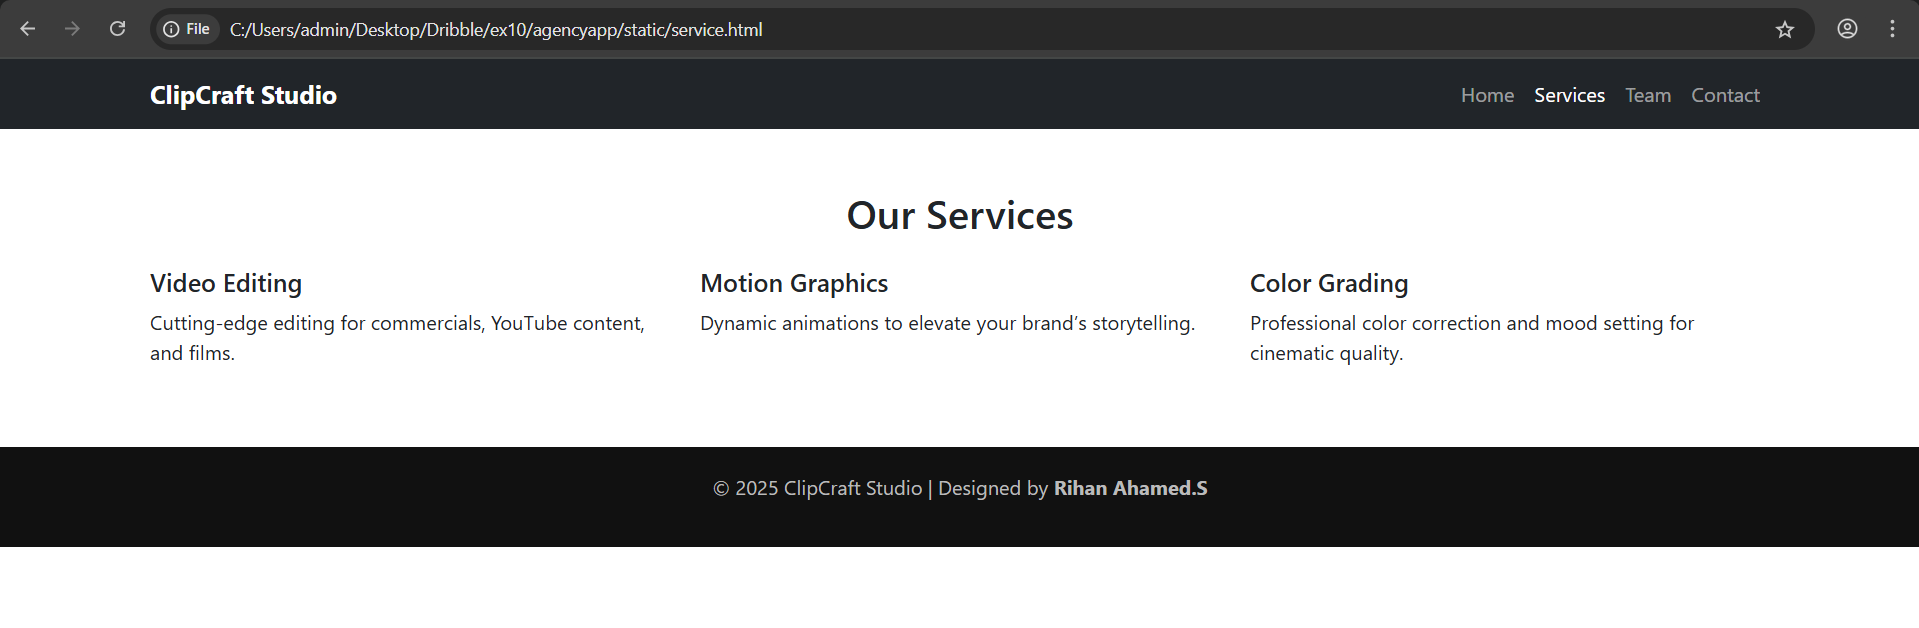 File C:/Users/admin/Desktop/Dribble/ex10/agencyapp/static/service.html
ClipCraft Studio
Home Services Team Contact
Our Services
Video Editing
Cutting-edge editing for commercials, YouTube content,
and films.
Motion Graphics
Dynamic animations to elevate your brand’s storytelling.
Color Grading
Professional color correction and mood setting for
cinematic quality.
© 2025 ClipCraft Studio | Designed by Rihan Ahamed.S